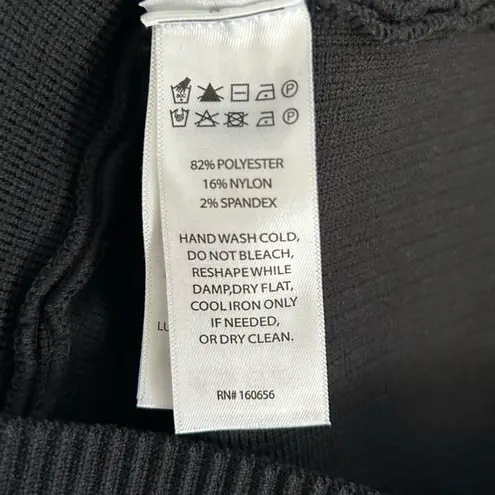 82% POLYESTER
16% NYLON
2% SPANDEX
HAND WASH COLD,
DO NOT BLEACH,
RESHAPE WHILE
DAMP,DRY FLAT,
COOL IRON ONLY
IF NEEDED,
OR DRY CLEAN.
LU
RN# 160656